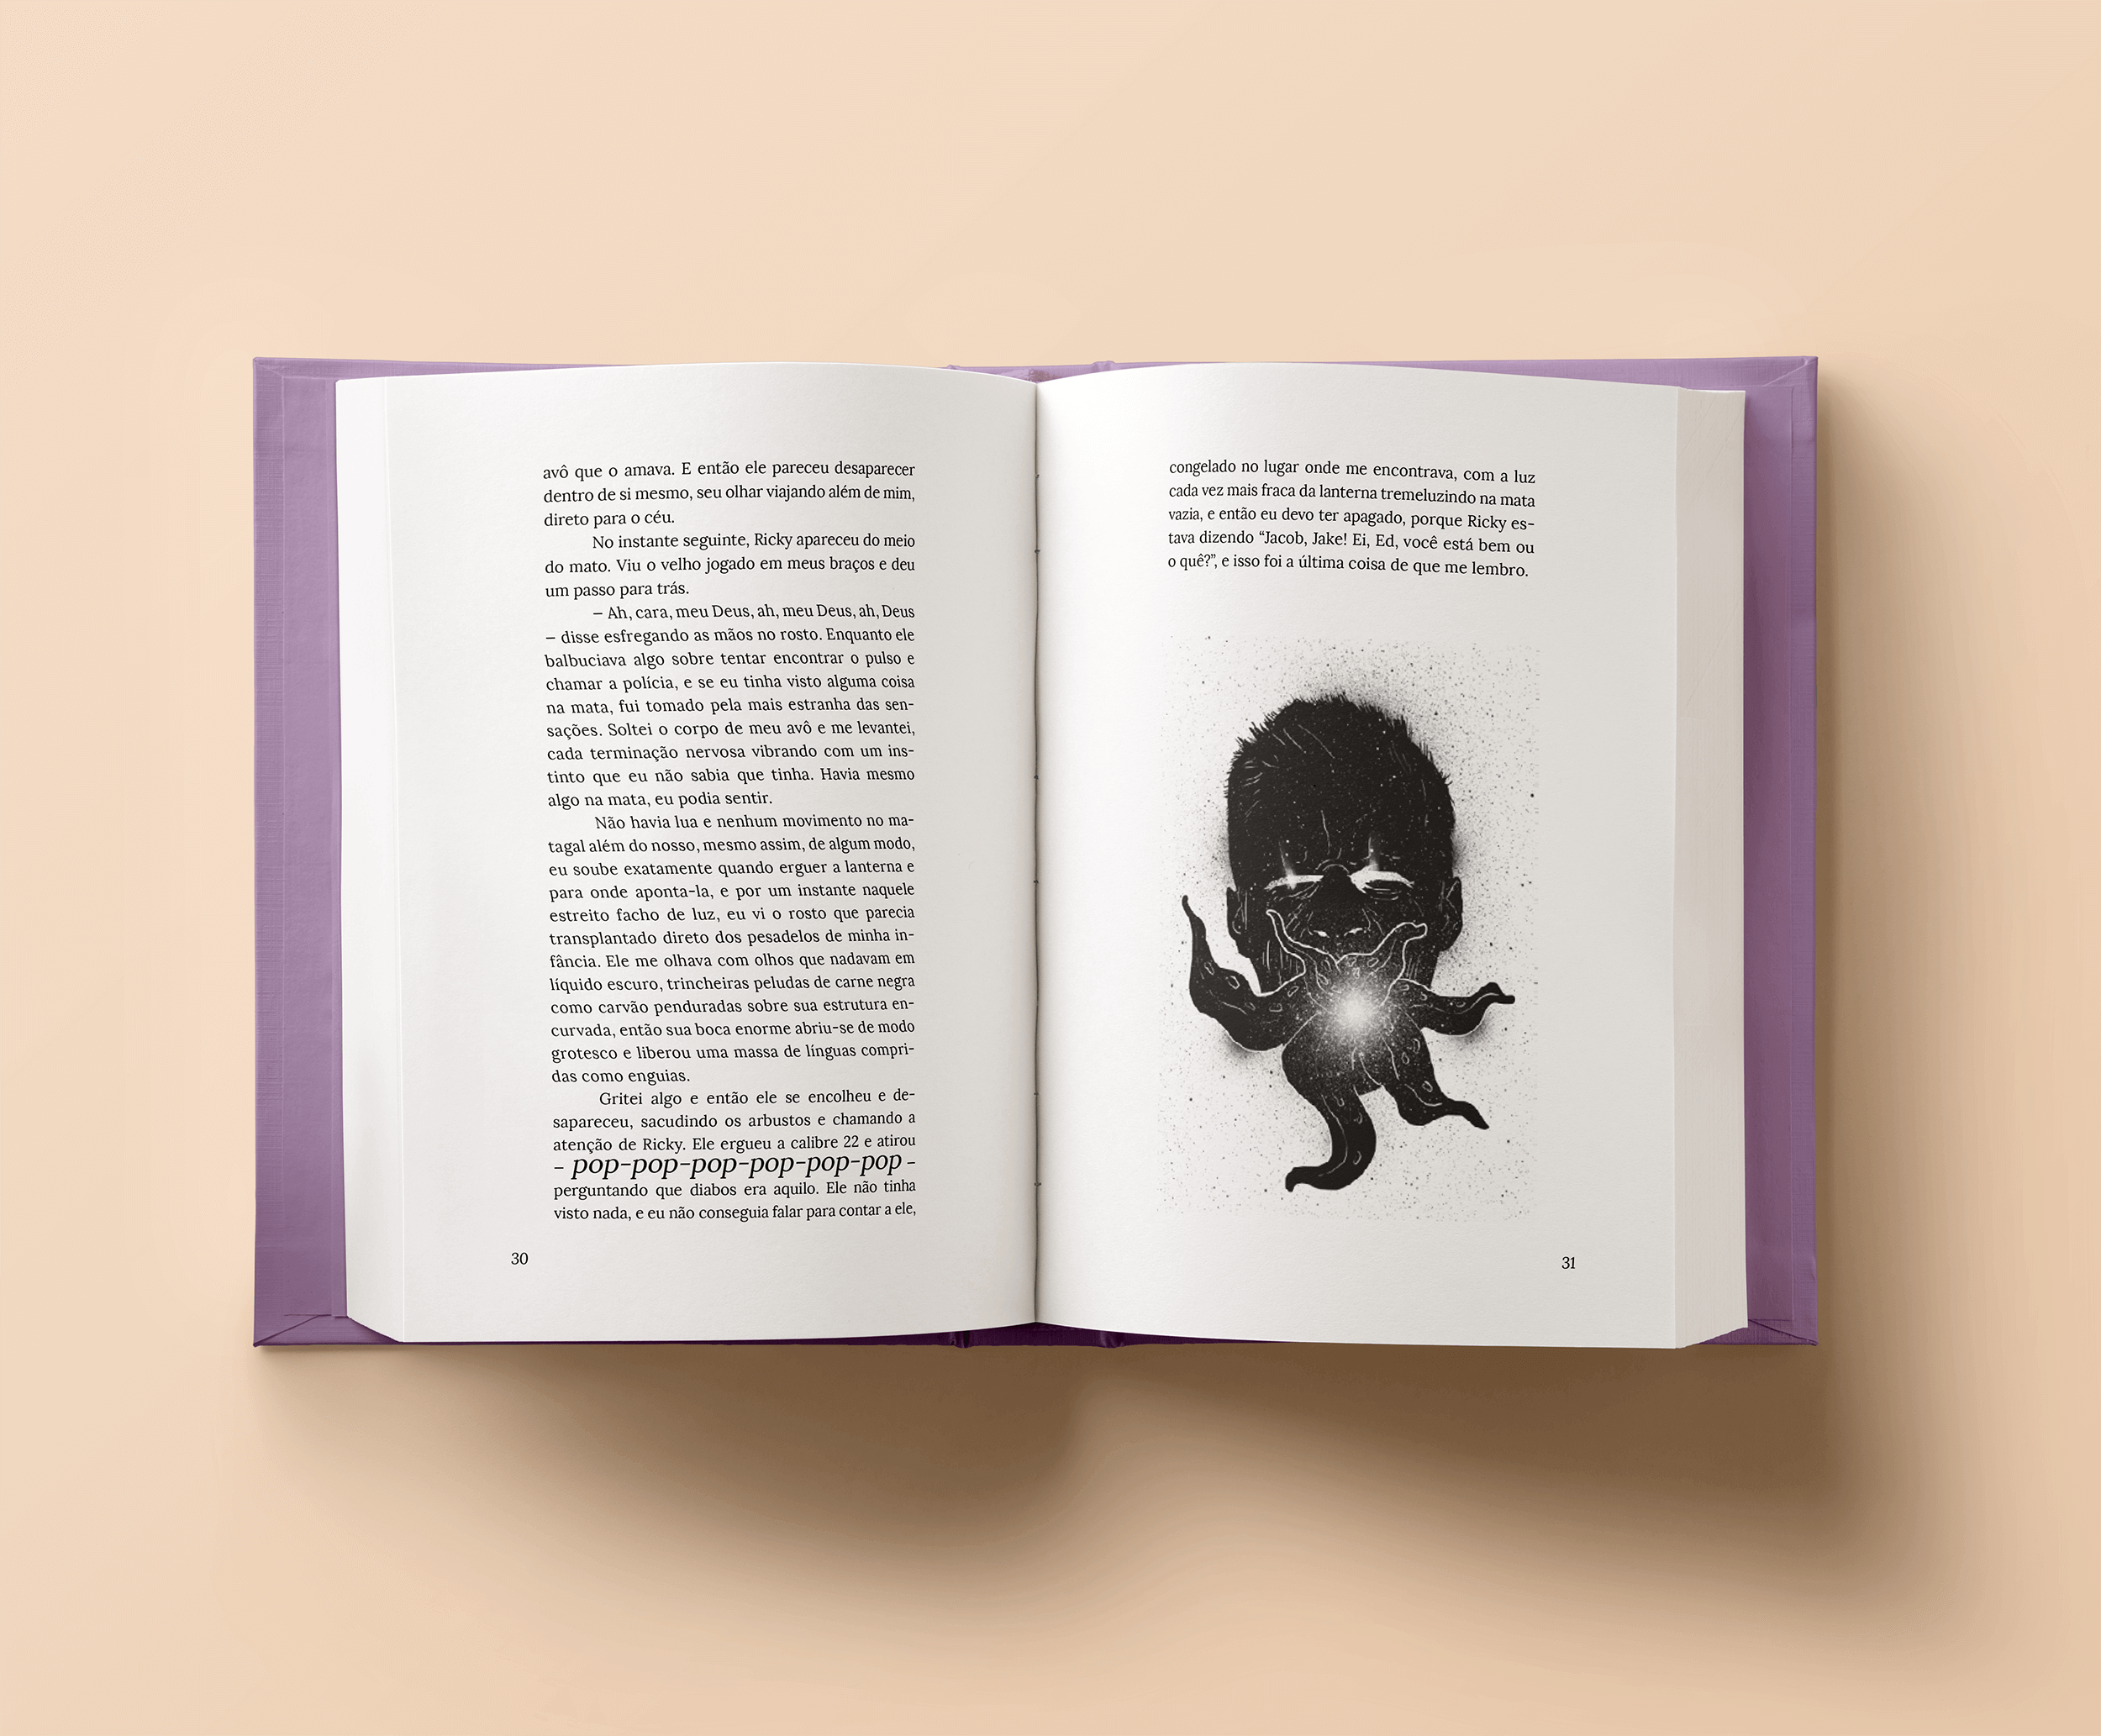 avô que o amava. E então ele pareceu desaparecer
dentro de si mesmo, seu olhar viajando além de mim,
direto para o céu.
No instante seguinte, Ricky apareceu do meio
do mato. Viu o velho jogado em meus braços e deu
um passo para trás.
– Ah, cara, meu Deus, ah, meu Deus, ah, Deus
– disse esfregando as mãos no rosto. Enquanto ele
balbuciava algo sobre tentar encontrar o pulso e
chamar a polícia, e se eu tinha visto alguma coisa
na mata, fui tomado pela mais estranha das sen-
sações. Soltei o corpo de meu avô e me levantei,
cada terminação nervosa vibrando com um ins-
tinto que eu não sabia que tinha. Havia mesmo
algo na mata, eu podia sentir.
Não havia lua e nenhum movimento no ma-
tagal além do nosso, mesmo assim, de algum modo,
eu soube exatamente quando erguer a lanterna e
para onde aponta-la, e por um instante naquele
estreito facho de luz, eu vi o rosto que parecia
transplantado direto dos pesadelos de minha in-
fância. Ele me olhava com olhos que nadavam em
líquido escuro, trincheiras peludas de carne negra
como carvão penduradas sobre sua estrutura en-
curvada, então sua boca enorme abriu-se de modo
grotesco e liberou uma massa de línguas compri-
das como enguias.
Gritei algo e então ele se encolheu e de-
sapareceu, sacudindo os arbustos e chamando a
atenção de Ricky. Ele ergueu a calibre 22 e atirou
– pop-pop-pop-pop-pop-pop –
perguntando que diabos era aquilo. Ele não tinha
visto nada, e eu não conseguia falar para contar a ele,
30
congelado no lugar onde me encontrava, com a luz
cada vez mais fraca da lanterna tremeluzindo na mata
vazia, e então eu devo ter apagado, porque Ricky es-
tava dizendo “Jacob, Jake! Ei, Ed, você está bem ou
o quê?”, e isso foi a última coisa de que me lembro.
31